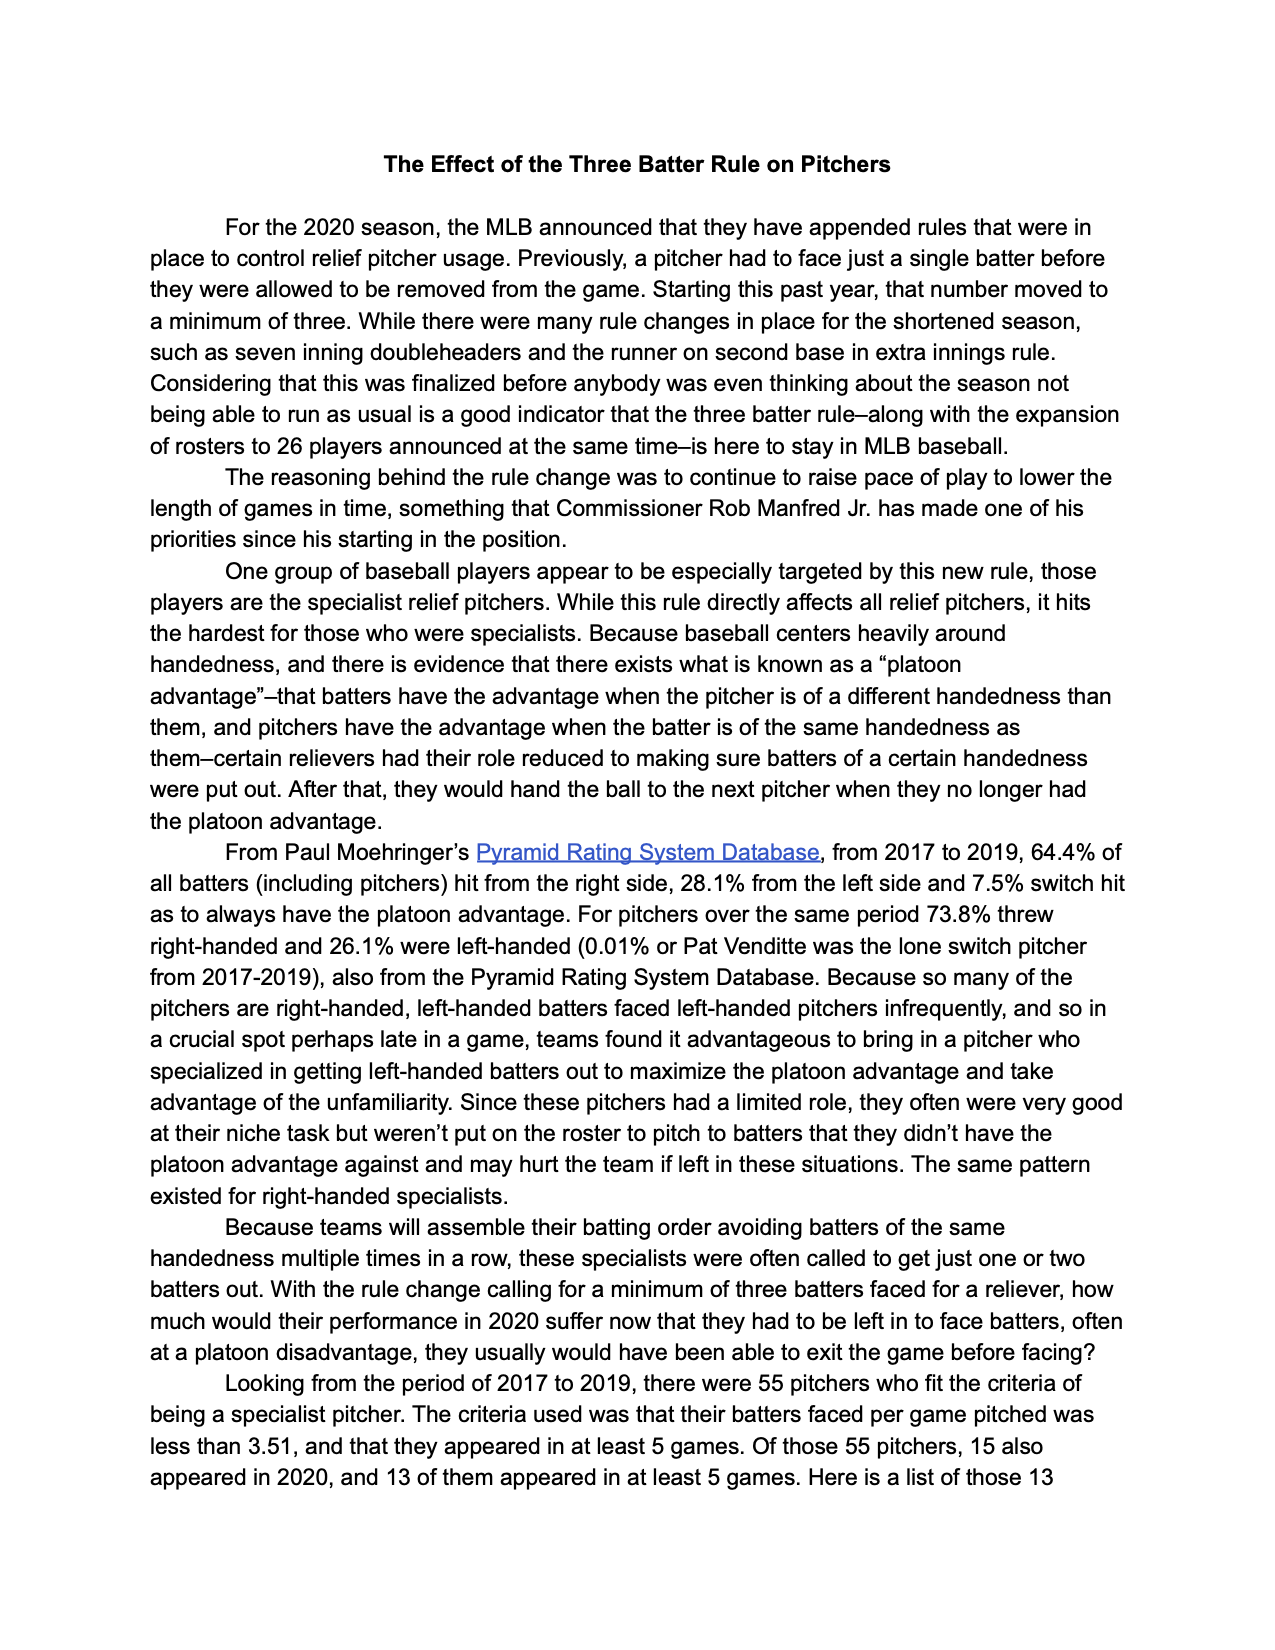 The Effect of the Three Batter Rule on Pitchers
For the 2020 season, the MLB announced that they have appended rules that were in
place to control relief pitcher usage. Previously, a pitcher had to face just a single batter before
they were allowed to be removed from the game. Starting this past year, that number moved to
a minimum of three. While there were many rule changes in place for the shortened season,
such as seven inning doubleheaders and the runner on second base in extra innings rule.
Considering that this was finalized before anybody was even thinking about the season not
being able to run as usual is a good indicator that the three batter rule–along with the expansion
of rosters to 26 players announced at the same time–is here to stay in MLB baseball.
The reasoning behind the rule change was to continue to raise pace of play to lower the
length of games in time, something that Commissioner Rob Manfred Jr. has made one of his
priorities since his starting in the position.
One group of baseball players appear to be especially targeted by this new rule, those
players are the specialist relief pitchers. While this rule directly affects all relief pitchers, it hits
the hardest for those who were specialists. Because baseball centers heavily around
handedness, and there is evidence that there exists what is known as a “platoon
advantage”–that batters have the advantage when the pitcher is of a different handedness than
them, and pitchers have the advantage when the batter is of the same handedness as
them–certain relievers had their role reduced to making sure batters of a certain handedness
were put out. After that, they would hand the ball to the next pitcher when they no longer had
the platoon advantage.
From Paul Moehringer’s Pyramid Rating System Database, from 2017 to 2019, 64.4% of
all batters (including pitchers) hit from the right side, 28.1% from the left side and 7.5% switch hit
as to always have the platoon advantage. For pitchers over the same period 73.8% threw
right-handed and 26.1% were left-handed (0.01% or Pat Venditte was the lone switch pitcher
from 2017-2019), also from the Pyramid Rating System Database. Because so many of the
pitchers are right-handed, left-handed batters faced left-handed pitchers infrequently, and so in
a crucial spot perhaps late in a game, teams found it advantageous to bring in a pitcher who
specialized in getting left-handed batters out to maximize the platoon advantage and take
advantage of the unfamiliarity. Since these pitchers had a limited role, they often were very good
at their niche task but weren’t put on the roster to pitch to batters that they didn’t have the
platoon advantage against and may hurt the team if left in these situations. The same pattern
existed for right-handed specialists.
Because teams will assemble their batting order avoiding batters of the same
handedness multiple times in a row, these specialists were often called to get just one or two
batters out. With the rule change calling for a minimum of three batters faced for a reliever, how
much would their performance in 2020 suffer now that they had to be left in to face batters, often
at a platoon disadvantage, they usually would have been able to exit the game before facing?
Looking from the period of 2017 to 2019, there were 55 pitchers who fit the criteria of
being a specialist pitcher. The criteria used was that their batters faced per game pitched was
less than 3.51, and that they appeared in at least 5 games. Of those 55 pitchers, 15 also
appeared in 2020, and 13 of them appeared in at least 5 games. Here is a list of those 13